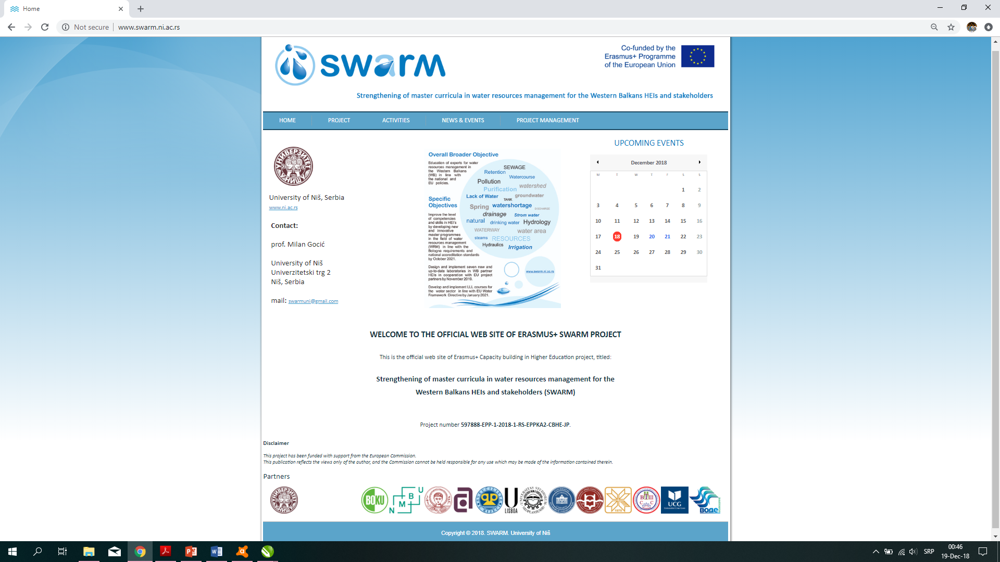 Home
Not secure
www.swarm.ni.ac.rs
swarm
Co-funded by the
Erasmus+ Programme
of the European Union
Strengthening of master curricula in water resources management for the Western Balkans HEIs and stakeholders
HOME
PROJECT
ACTIVITIES
NEWS & EVENTS
PROJECT MANAGEMENT
УНИВЕРЗИТЕТ У НИШУ
University of Niš, Serbia
www.ni.ac.rs
Contact:
prof. Milan Gocić
University of Niš
Univerzitetski trg 2
Niš, Serbia
mail: swarmuni@gmail.com
Overall Broader Objective
Education of experts for water
resources management in
the Western Balkans
(WB) in line with
the national and
EU policies.
Specific
Objectives
Improve the level
of competencies
and skills in HEI's
by developing new
and innovative
master programmes
in the field of water
resources management
(WRM) in line with the
Bologna requirements and
national accreditation standards
by October 2021.
Design and implement seven new and
up-to-date laboratories in WB partner
HEIs in cooperation with EU project
partners by November 2019.
Develop and implement LLL courses for
the water sector in line with EU Water
Framework Directive by January 2021.
SEWAGE
Retention
Watercourse
Pollution
watershed
Purification
Lack of Water
groundwater
TANK
Spring
watershortage
DISCHARGE
drainage
Strom water
natural
drinking water
Hydrology
WATERWAY
water area
steams
RESOURCES
Hydraulics
Irrigation
www.swarm.ni.ac.rs
UPCOMING EVENTS
December 2018
M T W T F S S
1 2
3 4 5 6 7 8 9
10 11 12 13 14 15 16
17 18 19 20 21 22 23
24 25 26 27 28 29 30
31
WELCOME TO THE OFFICIAL WEB SITE OF ERASMUS+ SWARM PROJECT
This is the official web site of Erasmus+ Capacity building in Higher Education project, titled:
Strengthening of master curricula in water resources management for the
Western Balkans HEIs and stakeholders (SWARM)
Project number 597888-EPP-1-2018-1-RS-EPPKA2-CBHE-JP.
Disclaimer
This project has been funded with support from the European Commission.
This publication reflects the views only of the author, and the Commission cannot be held responsible for any use which may be made of the information contained therein.
Partners
УНИВЕРЗИТЕТ У НИШУ
BOKU
N M B U
U
LISBOA
1970
ВТШ
UCG
ВОДЕ
Copyright © 2018. SWARM. University of Niš
SRP
00:46
19-Dec-18